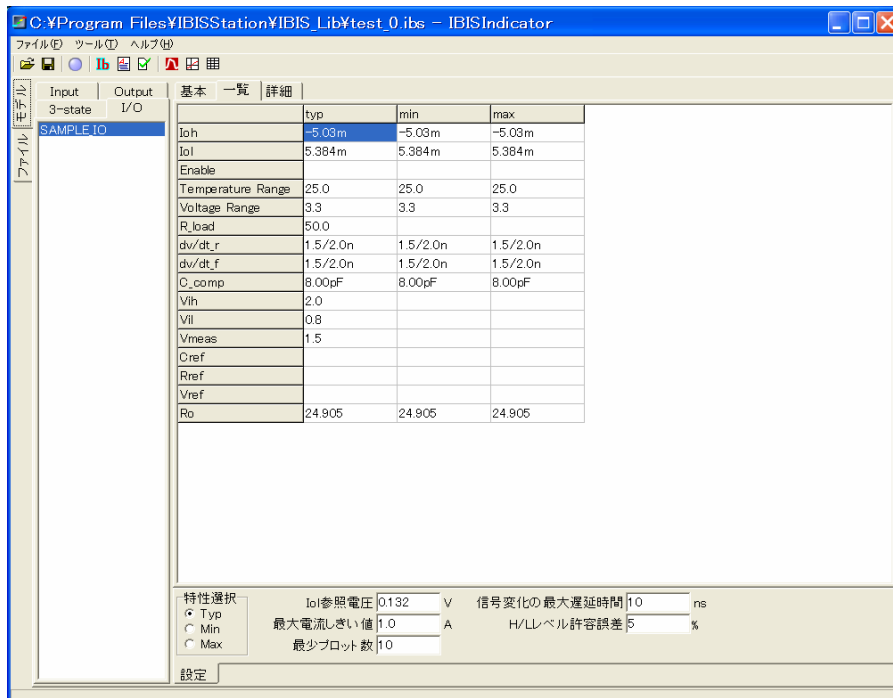 C:¥Program Files¥IBISStation¥IBIS_Lib¥test_0.ibs - IBISIndicator
ファイル(F) ツール(T) ヘルプ(H)
モデル
ファイル
Input Output
3-state I/O
SAMPLE_IO
基本 一覧 詳細
typ min max
Ioh -5.03m -5.03m -5.03m
Iol 5.384m 5.384m 5.384m
Enable
Temperature Range 25.0 25.0 25.0
Voltage Range 3.3 3.3 3.3
R_load 50.0
dv/dt_r 1.5/2.0n 1.5/2.0n 1.5/2.0n
dv/dt_f 1.5/2.0n 1.5/2.0n 1.5/2.0n
C_comp 8.00pF 8.00pF 8.00pF
Vih 2.0
Vil 0.8
Vmeas 1.5
Cref
Rref
Vref
Ro 24.905 24.905 24.905
特性選択
Typ
Min
Max
Iol参照電圧 0.132 V 信号変化の最大遅延時間 10 ns
最大電流しきい値 1.0 A H/Lレベル許容誤差 5 %
最少プロット数 10
設定